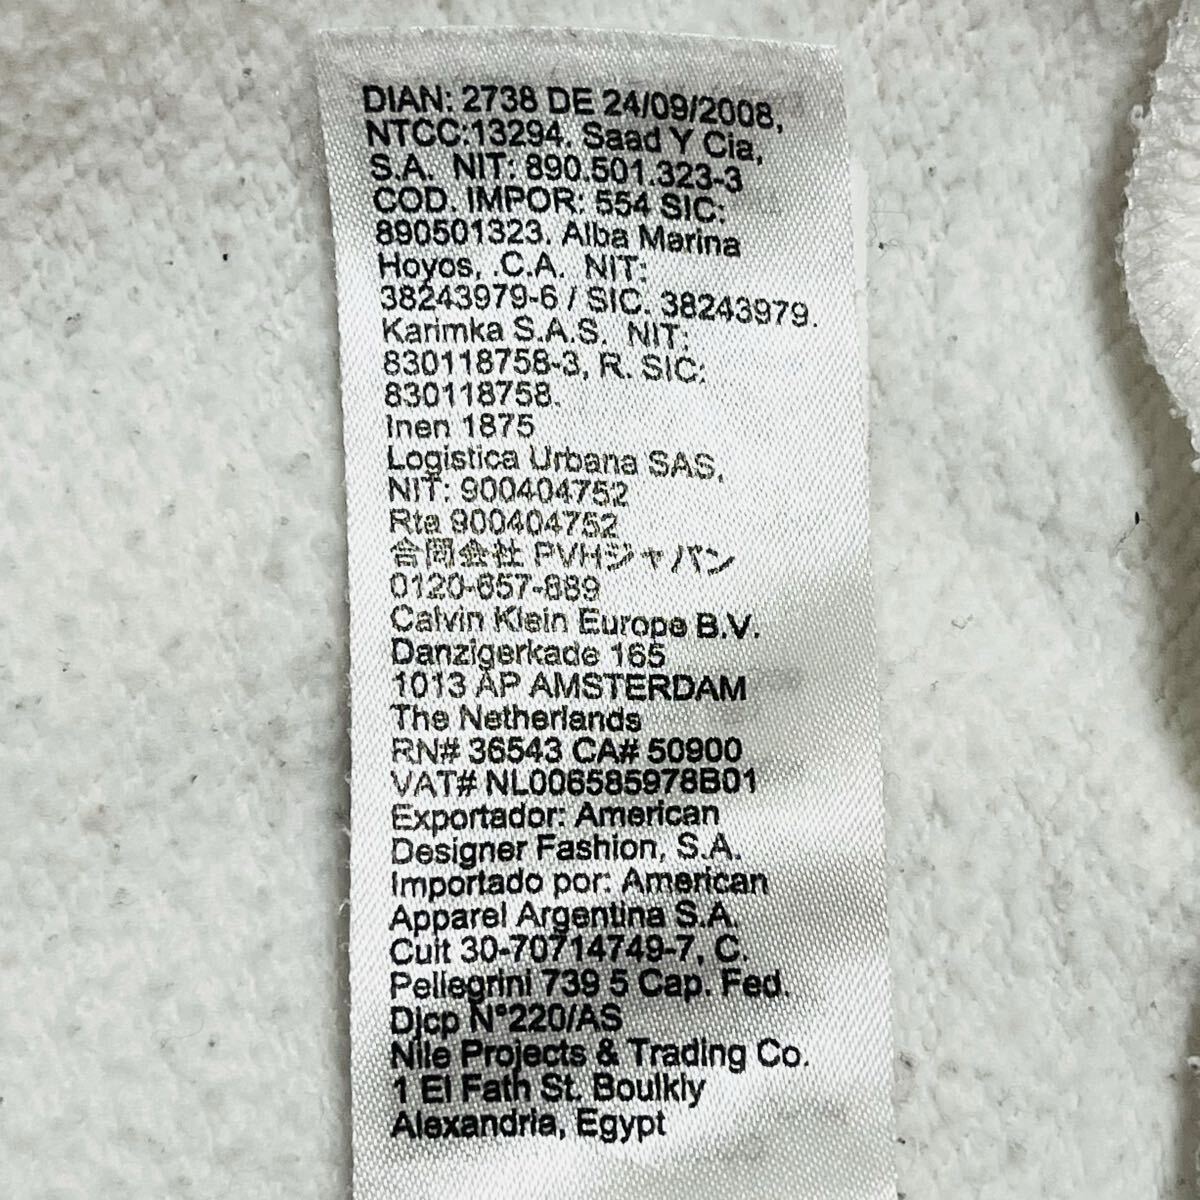 DIAN: 2738 DE 24/09/2008,
NTCC:13294. Saad Y Cia,
S.A. NIT: 890.501.323-3
COD. IMPOR: 554 SIC:
890501323. Alba Marina
Hoyos, .C.A. NIT:
38243979-6 / SIC. 38243979.
Karimka S.A.S. NIT:
830118758-3, R. SIC:
830118758.
Inen 1875
Logistica Urbana SAS,
NIT: 900404752
Rta 900404752
合同会社 PVHジャパン
0120-657-889
Calvin Klein Europe B.V.
Danzigerkade 165
1013 AP AMSTERDAM
The Netherlands
RN# 36543 CA# 50900
VAT# NL006585978B01
Exportador: American
Designer Fashion, S.A.
Importado por: American
Apparel Argentina S.A.
Cuit 30-70714749-7, C.
Pellegrini 739 5 Cap. Fed.
Djcp N°220/AS
Nile Projects & Trading Co.
1 El Fath St. Boulkly
Alexandria, Egypt